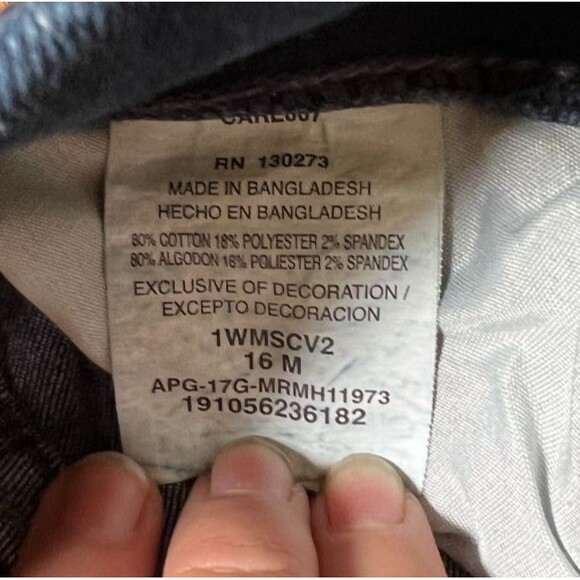 RN 130273
MADE IN BANGLADESH
HECHO EN BANGLADESH
80% COTTON 18% POLYESTER 2% SPANDEX
80% ALGODON 18% POLIESTER 2% SPANDEX
EXCLUSIVE OF DECORATION /
EXCEPTO DECORACION
1WMSCV2
16 M
APG-17G-MRMH11973
191056236182